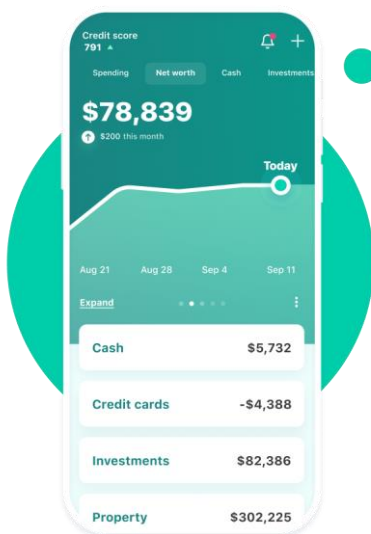 Credit score
791
Spending Net worth Cash Investments
$78,839
$200 this month
Today
Aug 21 Aug 28 Sep 4 Sep 11
Expand
Cash $5,732
Credit cards -$4,388
Investments $82,386
Property $302,225